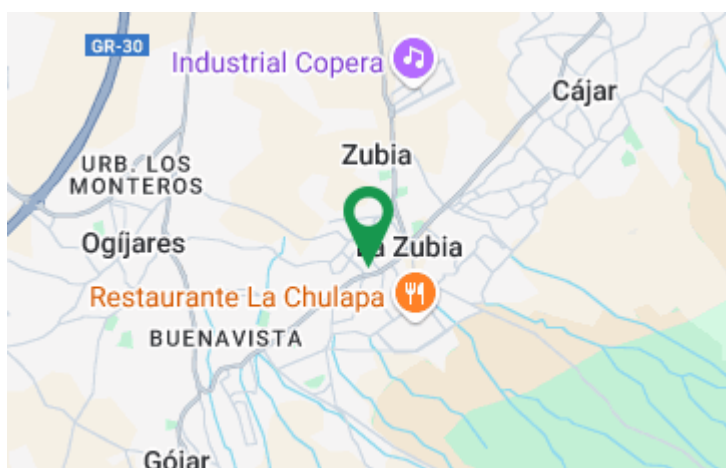 GR-30
Industrial Copera
Cájar
Zubia
URB. LOS
MONTEROS
Ogíjares
La Zubia
Restaurante La Chulapa
BUENAVISTA
Gójar